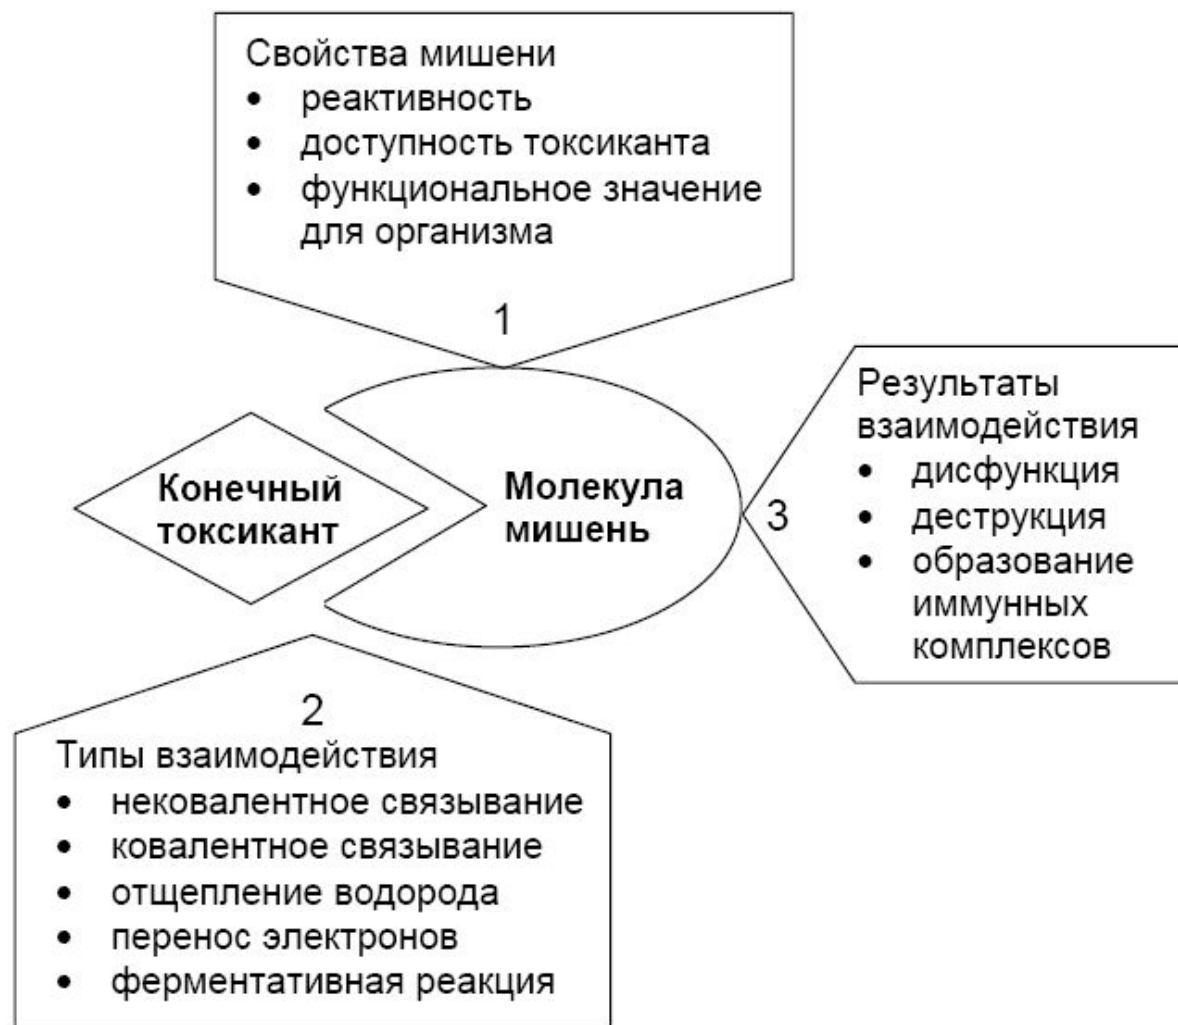 Свойства мишени
• реактивность
• доступность токсиканта
• функциональное значение
для организма
1
Конечный
токсикант
Молекула
мишень
Результаты
взаимодействия
• дисфункция
• деструкция
• образование
иммунных
комплексов
3
2
Типы взаимодействия
• нековалентное связывание
• ковалентное связывание
• отщепление водорода
• перенос электронов
• ферментативная реакция